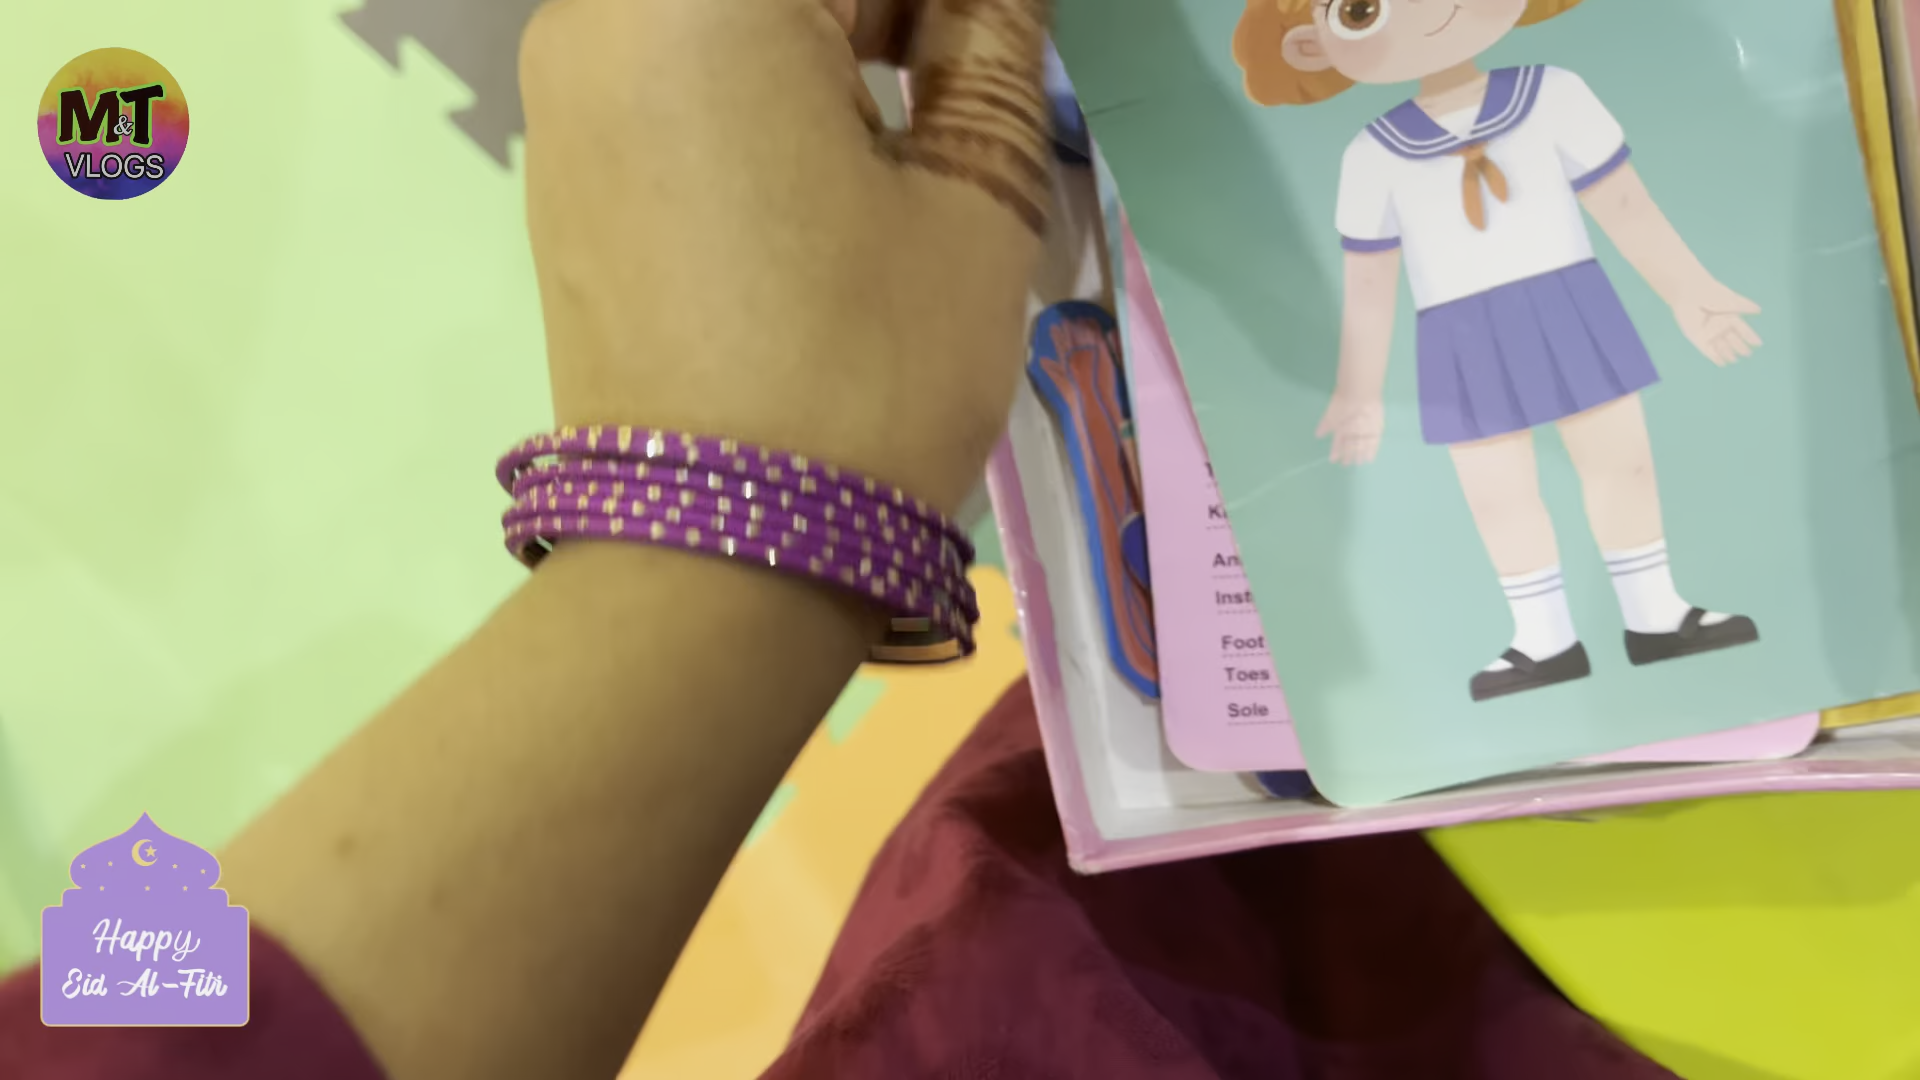 M&T
VLOGS
Foot
Toes
Sole
Happy
Eid Al-Fitr